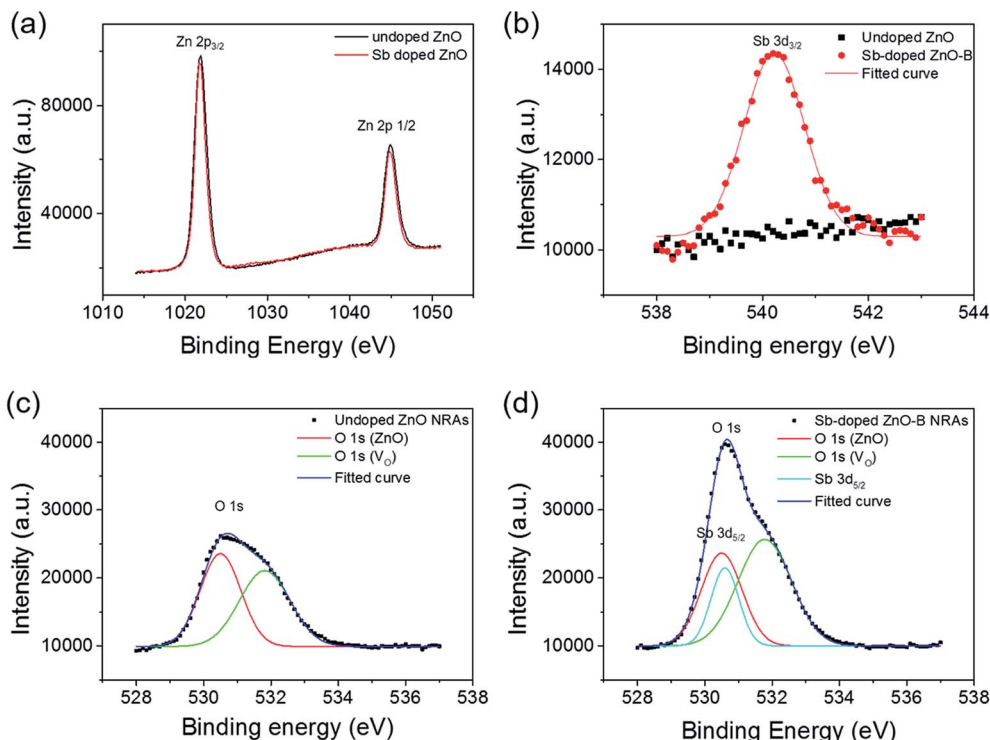 (a)
Zn 2p3/2
undoped ZnO
Sb doped ZnO
Zn 2p 1/2
80000
40000
Intensity (a.u.)
1010 1020 1030 1040 1050
Binding Energy (eV)
(b)
Sb 3d3/2
Undoped ZnO
Sb-doped ZnO-B
Fitted curve
14000
12000
10000
Intensity (a.u.)
538 540 542 544
Binding energy (eV)
(c)
Undoped ZnO NRAs
O 1s (ZnO)
O 1s (VO)
Fitted curve
O 1s
40000
30000
20000
10000
Intensity (a.u.)
528 530 532 534 536 538
Binding energy (eV)
(d)
O 1s
Sb-doped ZnO-B NRAs
O 1s (ZnO)
O 1s (VO)
Sb 3d5/2
Fitted curve
Sb 3d5/2
40000
30000
20000
10000
Intensity (a.u.)
528 530 532 534 536 538
Binding Energy (eV)